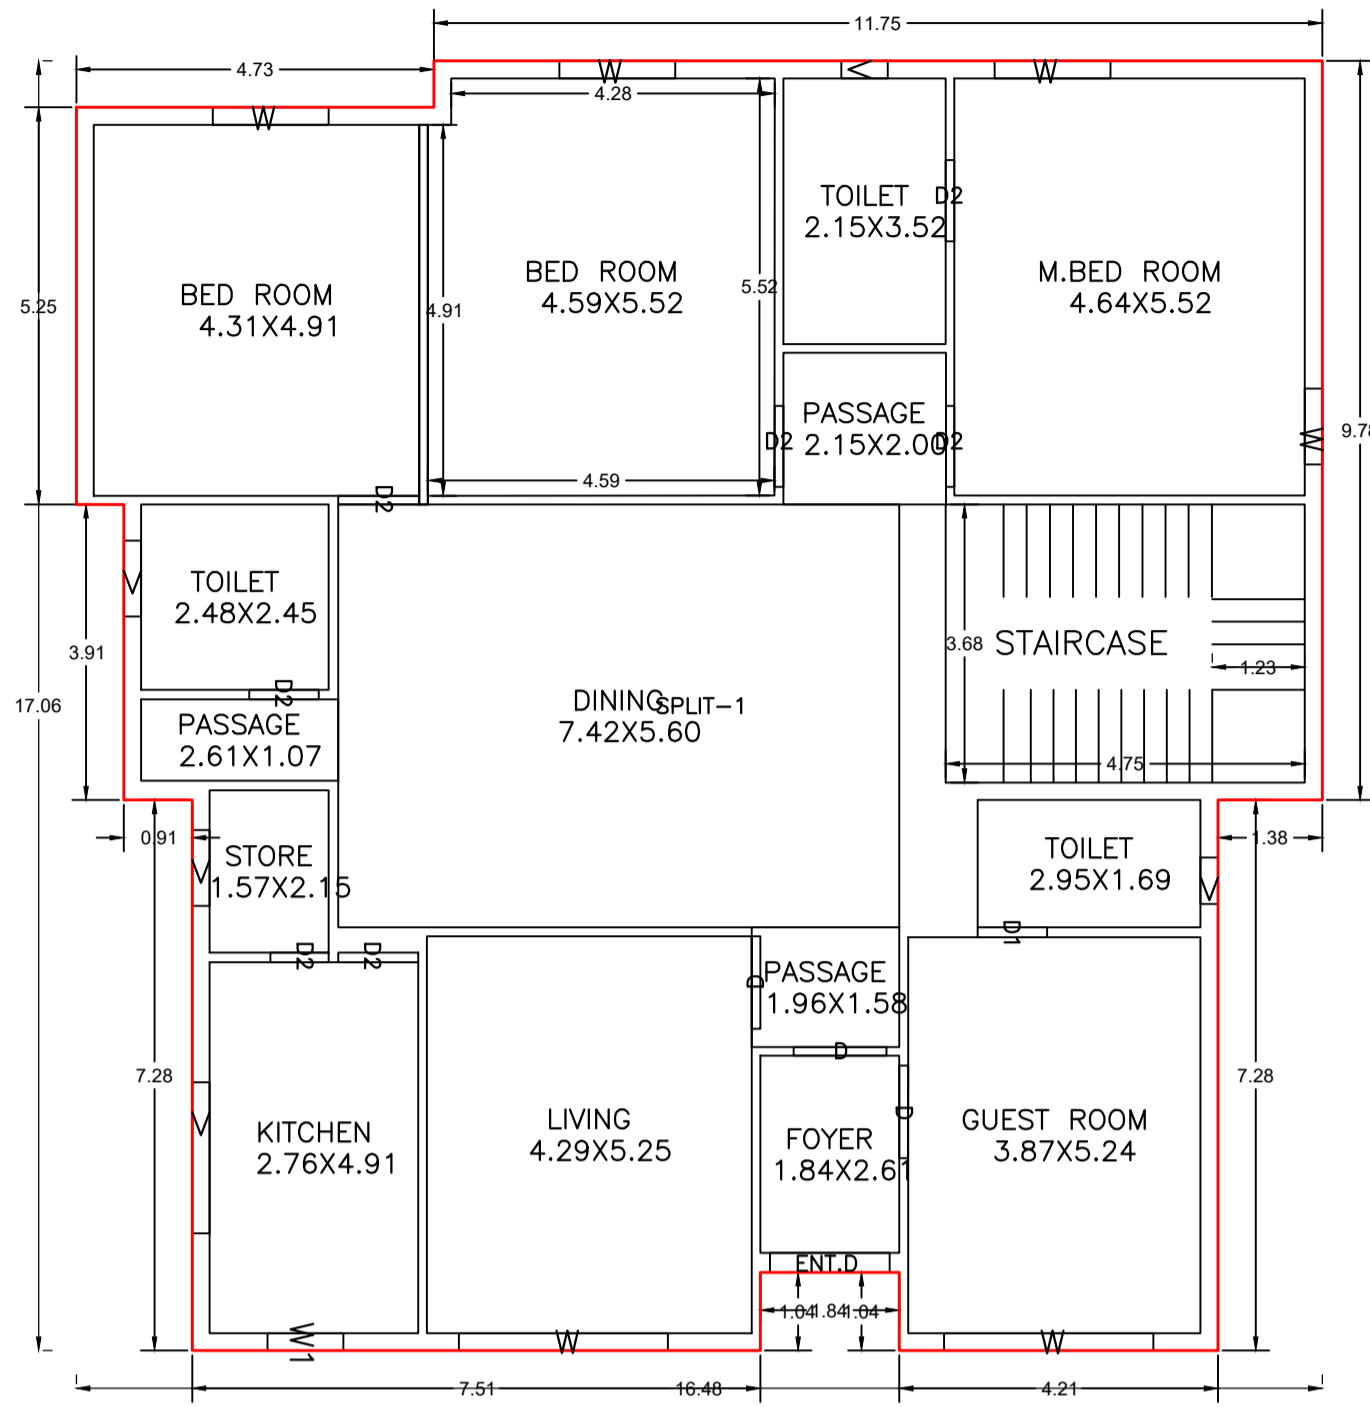 11.75
4.73
W
W
V
W
4.28
TOILET
2.15X3.52
D2
BED ROOM
4.59X5.52
5.52
M.BED ROOM
4.64X5.52
BED ROOM
4.31X4.91
4.91
5.25
PASSAGE
2.15X2.00
D2
D2
W
9.78
4.59
D2
TOILET
2.48X2.45
V
3.91
17.06
D2
PASSAGE
2.61X1.07
DINING
SPLIT-1
7.42X5.60
STAIRCASE
3.68
1.23
4.75
0.91
V
STORE
1.57X2.15
TOILET
2.95X1.69
V
1.38
D1
D2
D2
PASSAGE
1.96X1.58
D
D
7.28
V
KITCHEN
2.76X4.91
LIVING
4.29X5.25
FOYER
1.84X2.61
D
GUEST ROOM
3.87X5.24
7.28
ENT.D
1.04
1.84
1.04
W1
W
W
7.51
16.48
4.21